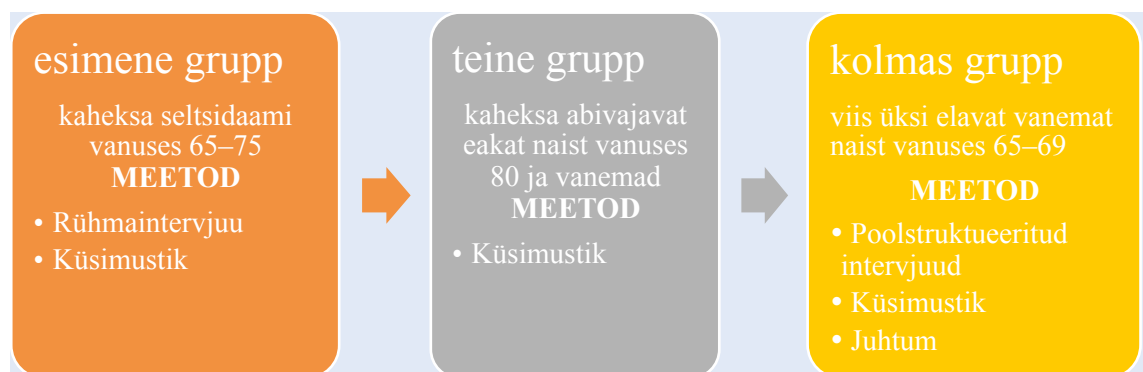 esimene grupp
kaheksa seltsidaami
vanuses 65–75
MEETOD
• Rühmaintervjuu
• Küsimustik
teine grupp
kaheksa abivajavat
eakat naist vanuses
80 ja vanemad
MEETOD
• Küsimustik
kolmas grupp
viis üksi elavat vanemat
naist vanuses 65–69
MEETOD
• Poolstruktueeritud
intervjuud
• Küsimustik
• Juhtum